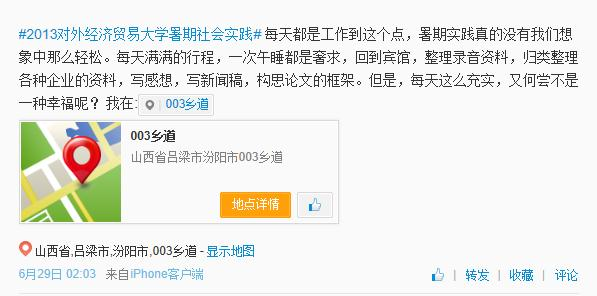 #2013对外经济贸易大学暑期社会实践# 每天都是工作到这个点，暑期实践真的没有我们想
象中那么轻松。每天满满的行程，一次午睡都是奢求，回到宾馆，整理录音资料，归类整理
各种企业的资料，写感想，写新闻稿，构思论文的框架。但是，每天这么充实，又何尝不是
一种幸福呢？我在: 003乡道
003乡道
山西省吕梁市汾阳市003乡道
地点详情
山西省,吕梁市,汾阳市,003乡道 - 显示地图
6月29日 02:03 来自iPhone客户端 | 转发 | 收藏 | 评论